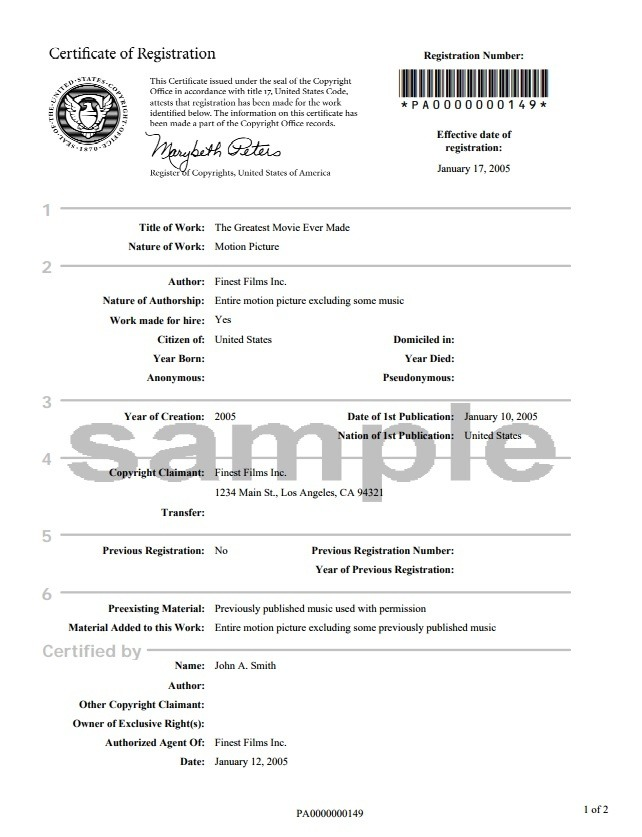 Certificate of Registration
This Certificate issued under the seal of the Copyright
Office in accordance with title 17, United States Code,
attests that registration has been made for the work
identified below. The information on this certificate has
been made a part of the Copyright Office records.
Marybeth Peters
Register of Copyrights, United States of America
·THE·UNITED·STATES·COPYRIGHT·OFFICE·
SEAL·OF·
·1870·
Registration Number:
*PA0000000149*
Effective date of
registration:
January 17, 2005
1
Title of Work: The Greatest Movie Ever Made
Nature of Work: Motion Picture
2
Author: Finest Films Inc.
Nature of Authorship: Entire motion picture excluding some music
Work made for hire: Yes
Citizen of: United States Domiciled in:
Year Born: Year Died:
Anonymous: Pseudonymous:
3
Year of Creation: 2005 Date of 1st Publication: January 10, 2005
Nation of 1st Publication: United States
sample
4
Copyright Claimant: Finest Films Inc.
1234 Main St., Los Angeles, CA 94321
Transfer:
5
Previous Registration: No Previous Registration Number:
Year of Previous Registration:
6
Preexisting Material: Previously published music used with permission
Material Added to this Work: Entire motion picture excluding some previously published music
Certified by
Name: John A. Smith
Author:
Other Copyright Claimant:
Owner of Exclusive Right(s):
Authorized Agent Of: Finest Films Inc.
Date: January 12, 2005
PA0000000149
1 of 2